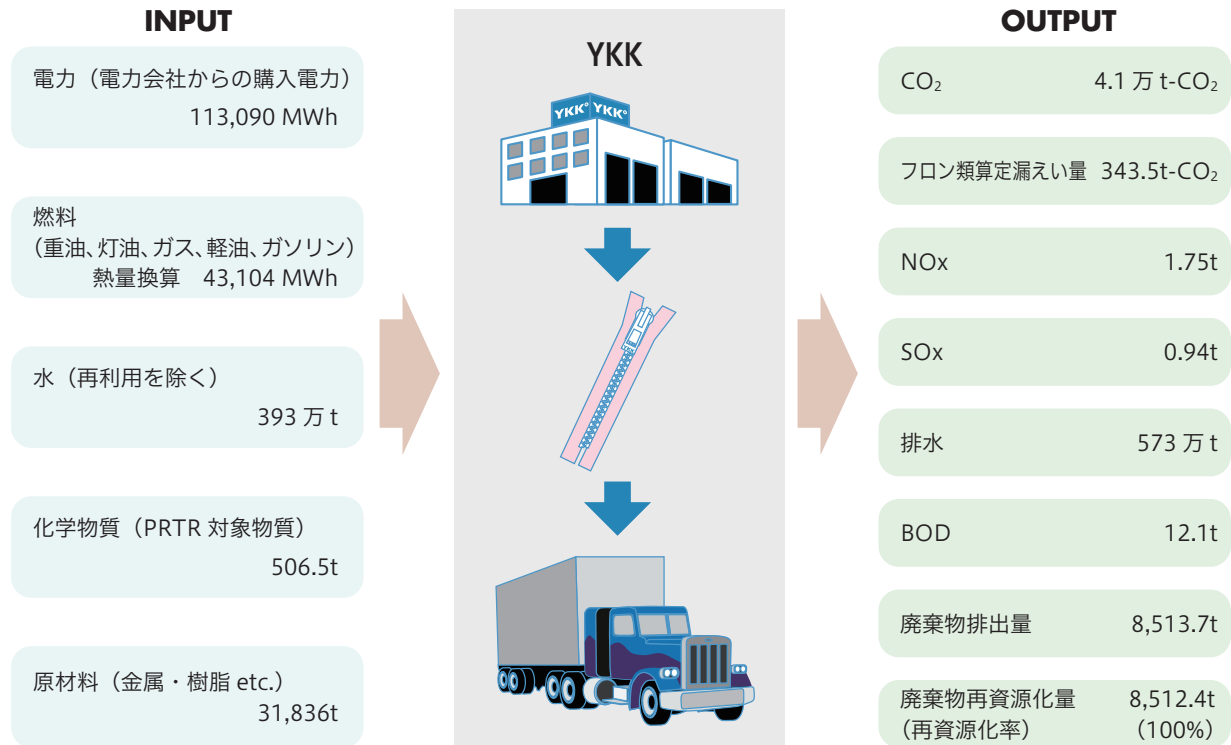 INPUT
電力（電力会社からの購入電力）
113,090 MWh
燃料
（重油、灯油、ガス、軽油、ガソリン）
熱量換算　43,104 MWh
水（再利用を除く）
393 万 t
化学物質（PRTR 対象物質）
506.5t
原材料（金属・樹脂 etc.）
31,836t
YKK
YKK® YKK®
OUTPUT
CO₂ 4.1 万 t-CO₂
フロン類算定漏えい量 343.5t-CO₂
NOx 1.75t
SOx 0.94t
排水 573 万 t
BOD 12.1t
廃棄物排出量 8,513.7t
廃棄物再資源化量 8,512.4t
（再資源化率） （100%）